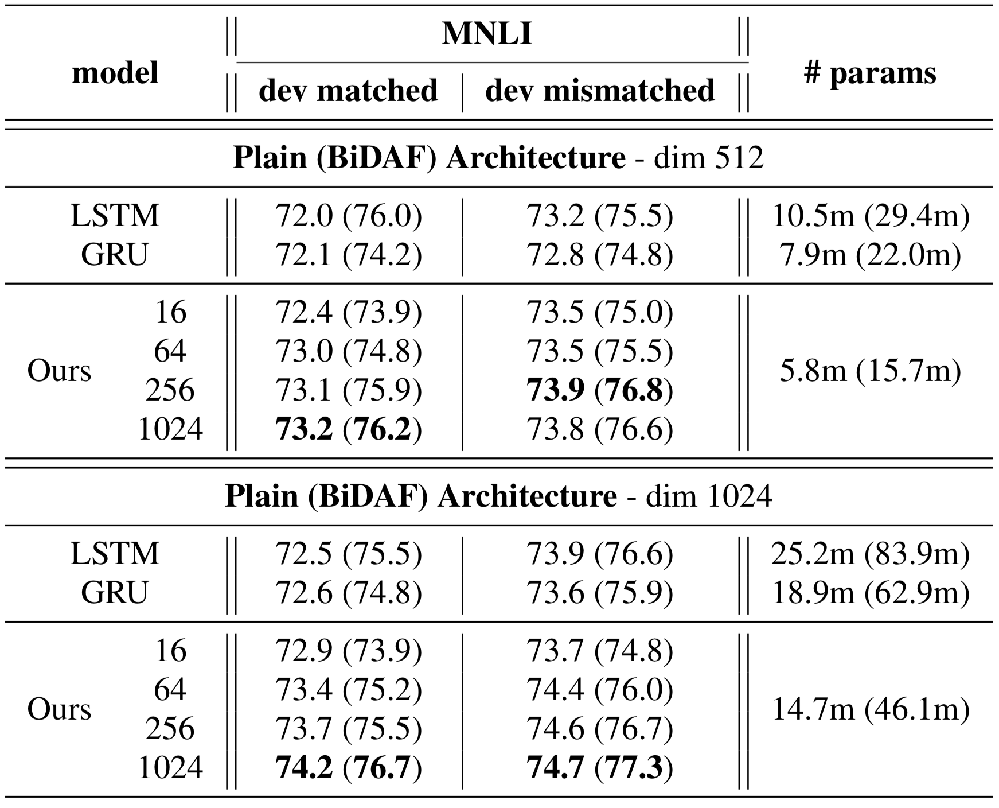 MNLI
model # params
dev matched dev mismatched
Plain (BiDAF) Architecture - dim 512
LSTM 72.0 (76.0) 73.2 (75.5) 10.5m (29.4m)
GRU 72.1 (74.2) 72.8 (74.8) 7.9m (22.0m)
16 72.4 (73.9) 73.5 (75.0)
64 73.0 (74.8) 73.5 (75.5)
Ours 5.8m (15.7m)
256 73.1 (75.9) 73.9 (76.8)
1024 73.2 (76.2) 73.8 (76.6)
Plain (BiDAF) Architecture - dim 1024
LSTM 72.5 (75.5) 73.9 (76.6) 25.2m (83.9m)
GRU 72.6 (74.8) 73.6 (75.9) 18.9m (62.9m)
16 72.9 (73.9) 73.7 (74.8)
64 73.4 (75.2) 74.4 (76.0)
Ours 14.7m (46.1m)
256 73.7 (75.5) 74.6 (76.7)
1024 74.2 (76.7) 74.7 (77.3)